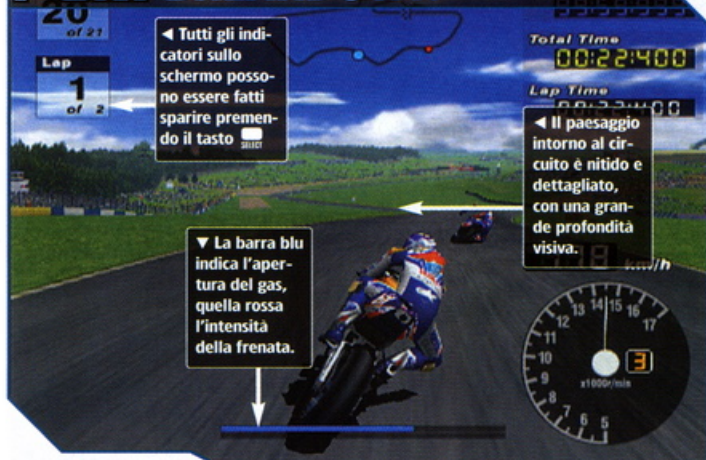 20
of 21
Lap
1
of 2
◄ Tutti gli indi-
catori sullo
schermo posso-
no essere fatti
sparire premen-
do il tasto
SELECT
Total Time
00:22:400
Lap Time
00:22:400
◄ Il paesaggio
intorno al cir-
cuito è nitido e
dettagliato,
con una gran-
de profondità
visiva.
▼ La barra blu
indica l'aper-
tura del gas,
quella rossa
l'intensità
della frenata.
km/h
5
6
7
8
9
10
11
12
13
14
15
16
17
3
x1000r/min